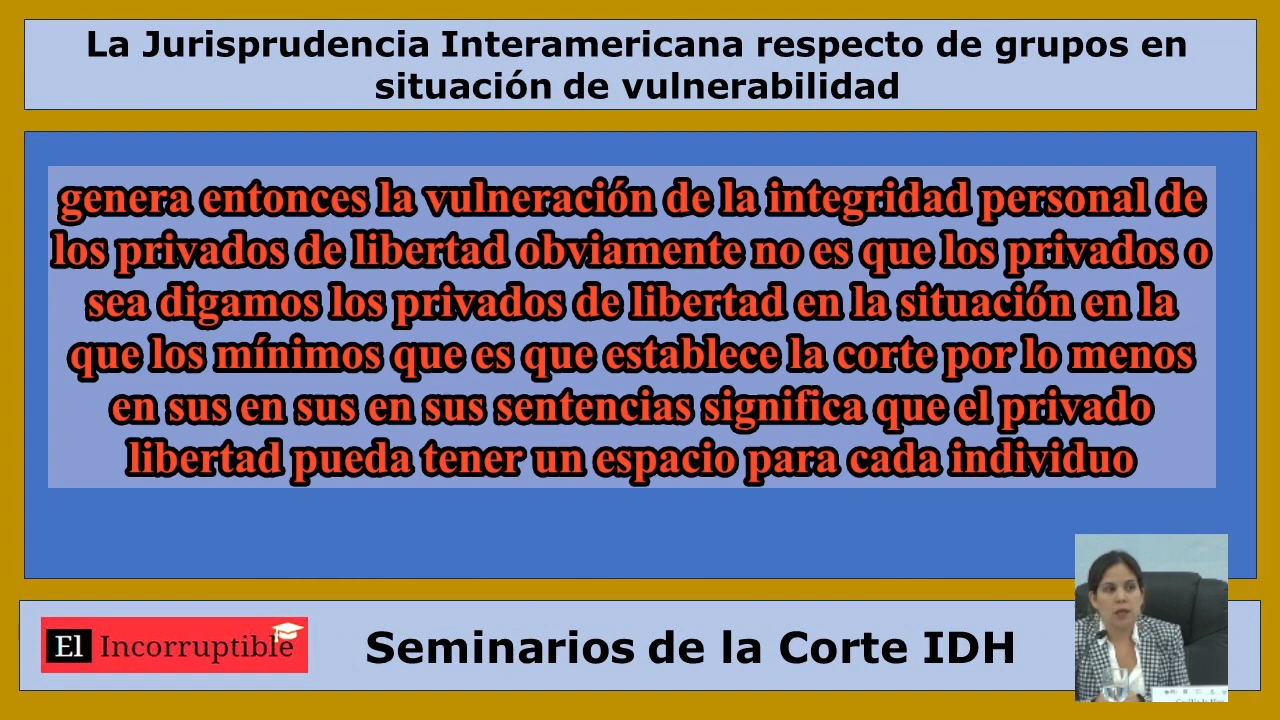 La Jurisprudencia Interamericana respecto de grupos en
situación de vulnerabilidad
genera entonces la vulneración de la integridad personal de
los privados de libertad obviamente no es que los privados o
sea digamos los privados de libertad en la situación en la
que los mínimos que es que establece la corte por lo menos
en sus en sus en sus sentencias significa que el privado
libertad pueda tener un espacio para cada individuo
El Incorruptible
Seminarios de la Corte IDH